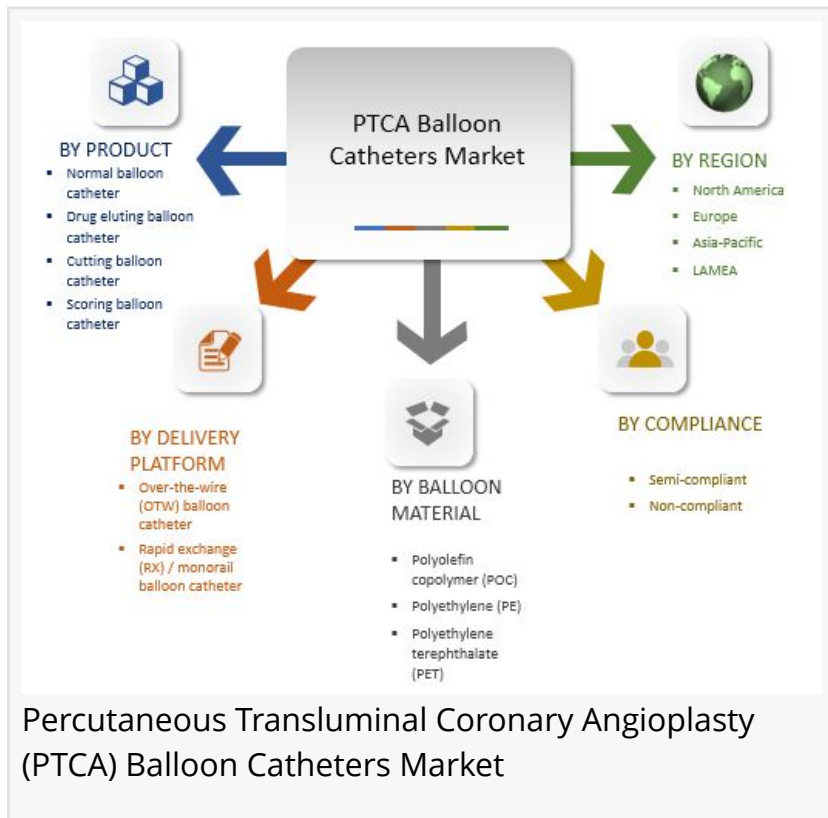 PTCA Balloon
Catheters Market
BY PRODUCT
▪ Normal balloon
catheter
▪ Drug eluting balloon
catheter
▪ Cutting balloon
catheter
▪ Scoring balloon
catheter
BY REGION
▪ North America
▪ Europe
▪ Asia-Pacific
▪ LAMEA
BY DELIVERY
PLATFORM
▪ Over-the-wire
(OTW) balloon
catheter
▪ Rapid exchange
(RX) / monorail
balloon catheter
BY BALLOON
MATERIAL
▪ Polyolefin
copolymer (POC)
▪ Polyethylene (PE)
▪ Polyethylene
terephthalate
(PET)
BY COMPLIANCE
▪ Semi-compliant
▪ Non-compliant
Percutaneous Transluminal Coronary Angioplasty
(PTCA) Balloon Catheters Market